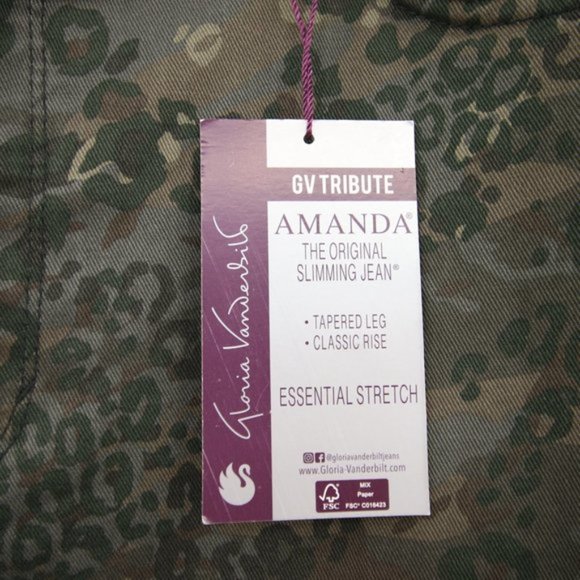 GV TRIBUTE
AMANDA®
THE ORIGINAL
SLIMMING JEAN®
• TAPERED LEG
• CLASSIC RISE
ESSENTIAL STRETCH
@gloriavanderbiltjeans
www.Gloria-Vanderbilt.com
FSC
MIX
Paper
FSC® C016423
Gloria Vanderbilt